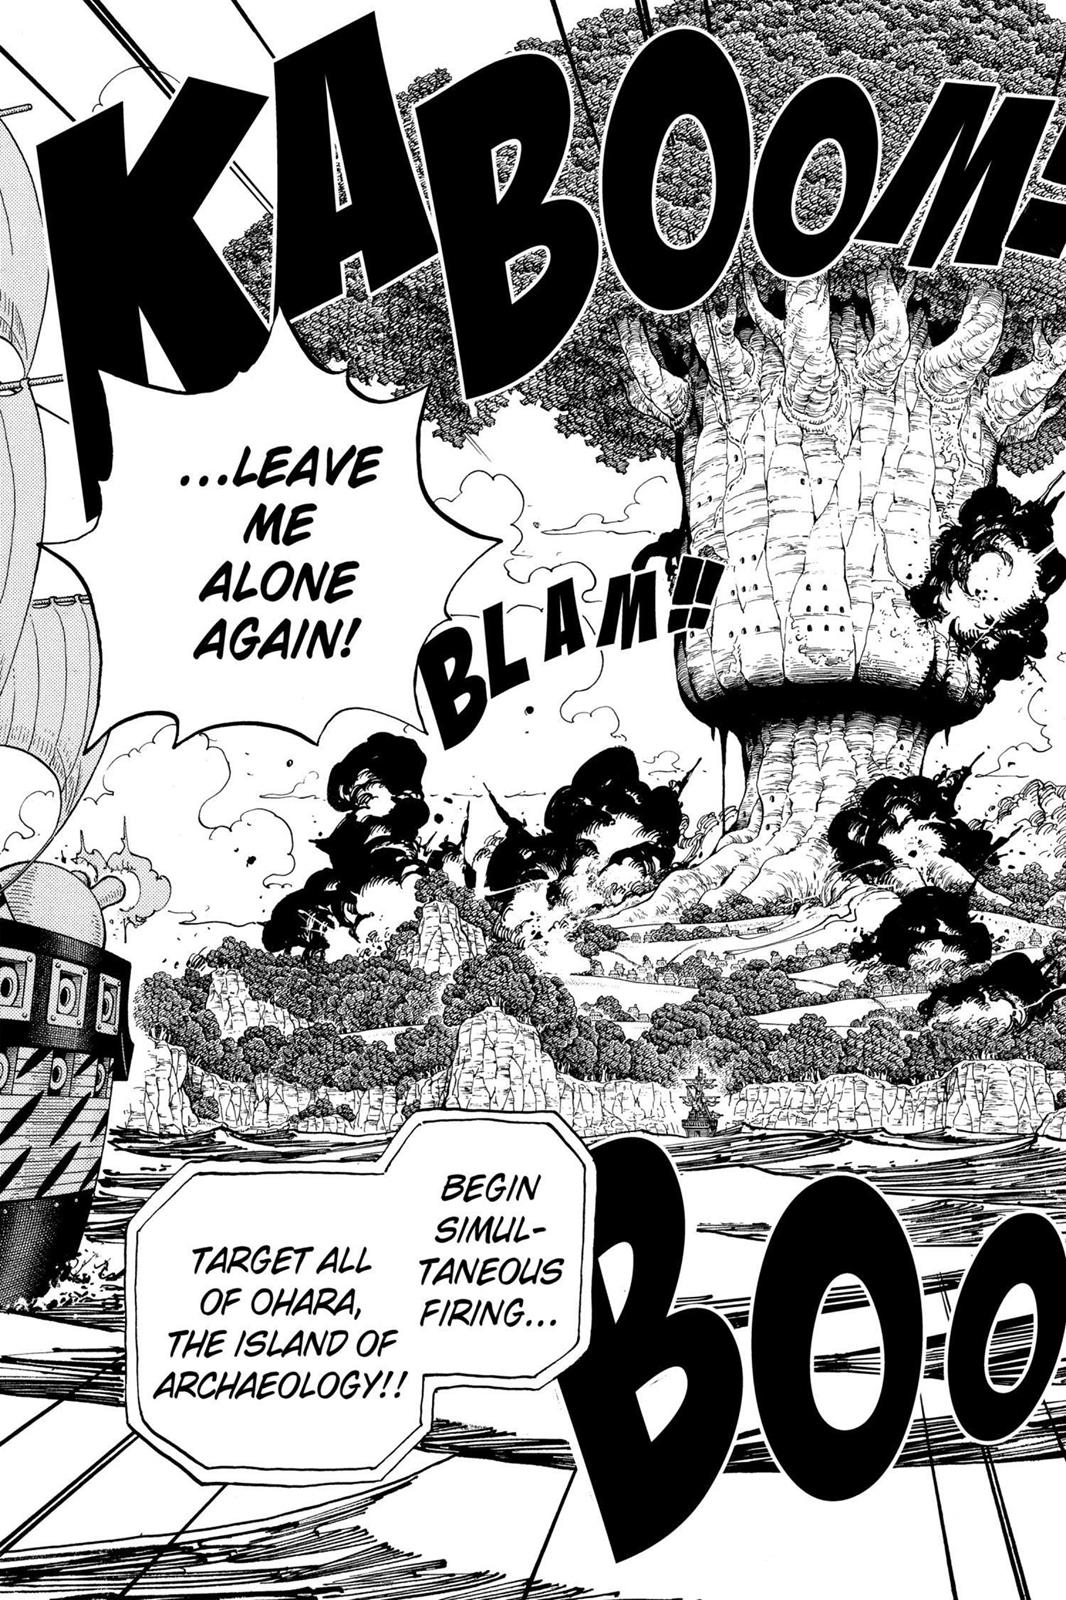 KABOOM!
...LEAVE
ME
ALONE
AGAIN!
BLAM!!
BEGIN
SIMUL-
TANEOUS
FIRING...
TARGET ALL
OF OHARA,
THE ISLAND OF
ARCHAEOLOGY!!
BOO